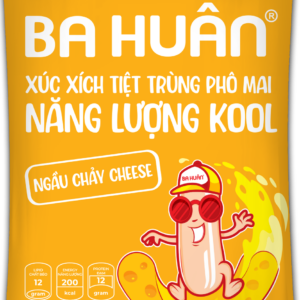 BA HUÂN®
XÚC XÍCH TIỆT TRÙNG PHÔ MAI
NĂNG LƯỢNG KOOL
NGẦU CHẢY CHEESE
BA HUÂN
12 gram
200 kcal
12 gram